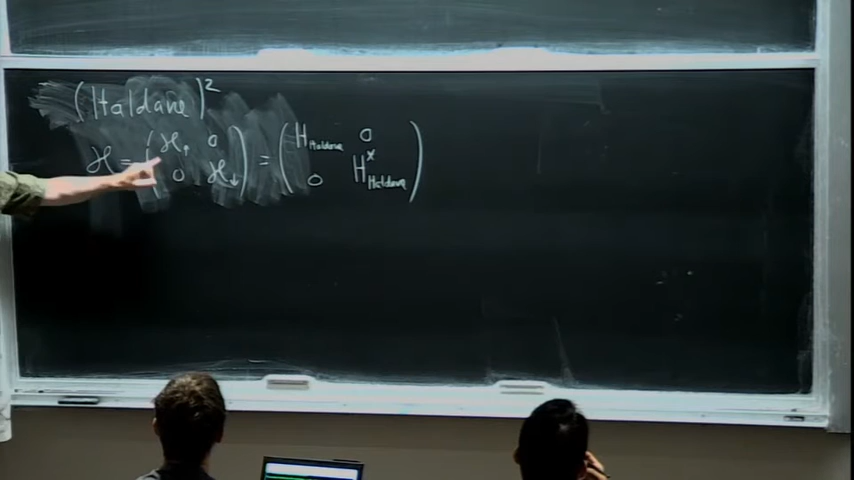 (Haldane)²
ℋ = (ℋ↑ 0 0 ℋ↓) = (H_Haldane 0 0 H*_Haldane)